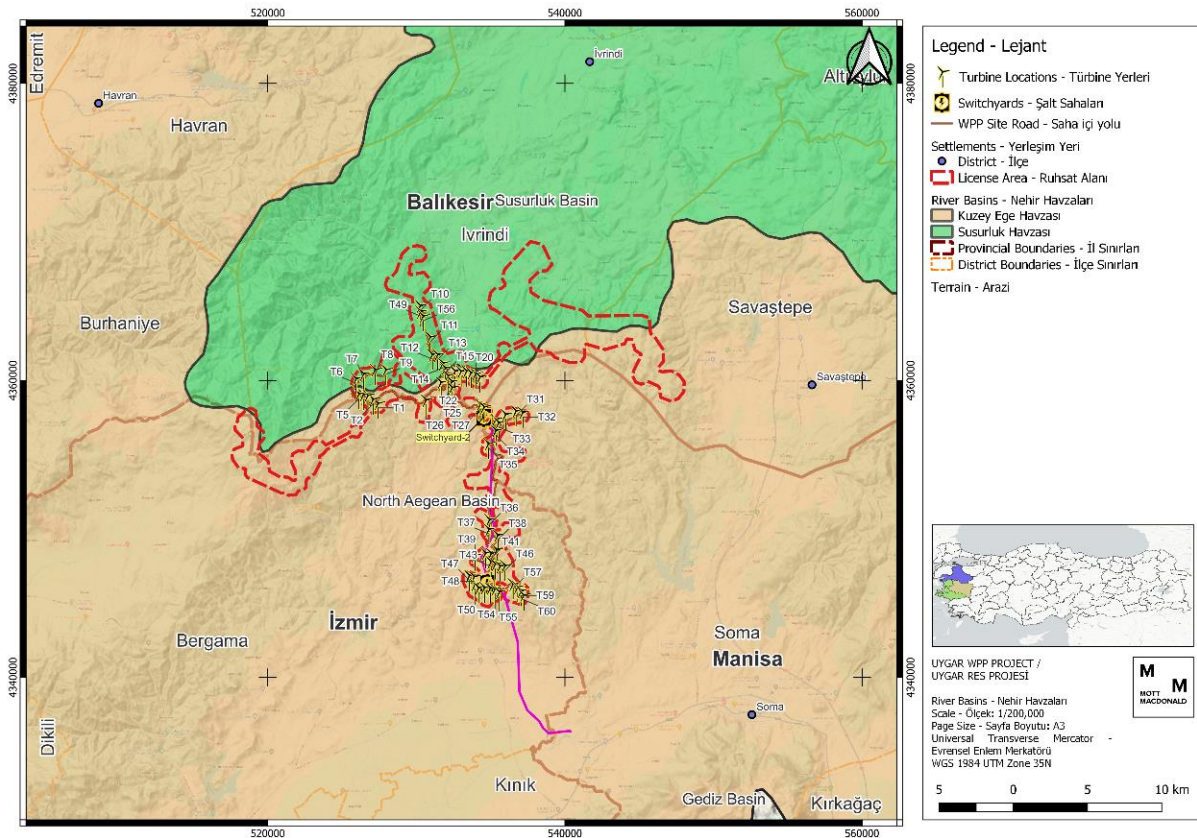 520000
540000
560000
Edremit
4380000
4380000
İvrindi
Havran
Havran
Balıkesir
Susurluk Basin
Ivrindi
T10
T49
T56
Savaştepe
T11
Burhaniye
T13
T12
T15
T20
T8
T7
T9
T6
T14
4360000
4360000
Savaştepe
T5
T2
T1
T22
T25
T26
T27
T31
T32
Switchyard-2
T33
T34
T35
North Aegean Basin
T36
T37
T38
T39
T41
T43
T46
T47
T48
T57
T59
T50
T54
T55
T60
İzmir
Bergama
Soma
Manisa
4340000
4340000
Soma
Dikili
Kınık
Gediz Basin
Kırkağaç
520000
540000
560000
Legend - Lejant
Turbine Locations - Türbine Yerleri
Switchyards - Şalt Sahaları
WPP Site Road - Saha içi yolu
Settlements - Yerleşim Yeri
District - İlçe
License Area - Ruhsat Alanı
River Basins - Nehir Havzaları
Kuzey Ege Havzası
Susurluk Havzası
Provincial Boundaries - İl Sınırları
District Boundaries - İlçe Sınırları
Terrain - Arazi
UYGAR WPP PROJECT /
UYGAR RES PROJESİ
M
M
MOTT
MACDONALD
River Basins - Nehir Havzaları
Scale - Ölçek: 1/200,000
Page Size - Sayfa Boyutu: A3
Universal Transverse Mercator -
Evrensel Enlem Merkatörü
WGS 1984 UTM Zone 35N
5 0 5 10 km